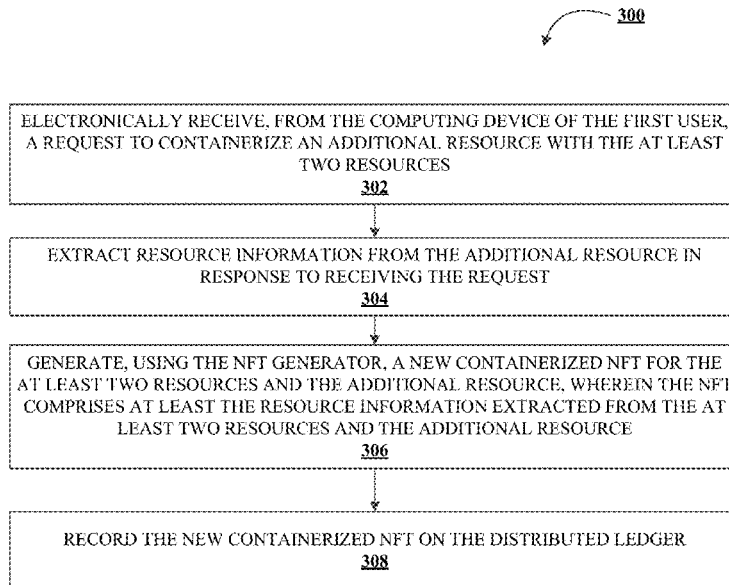 300
ELECTRONICALLY RECEIVE, FROM THE COMPUTING DEVICE OF THE FIRST USER,
A REQUEST TO CONTAINERIZE AN ADDITIONAL RESOURCE WITH THE AT LEAST
TWO RESOURCES
302
EXTRACT RESOURCE INFORMATION FROM THE ADDITIONAL RESOURCE IN
RESPONSE TO RECEIVING THE REQUEST
304
GENERATE, USING THE NFT GENERATOR, A NEW CONTAINERIZED NFT FOR THE
AT LEAST TWO RESOURCES AND THE ADDITIONAL RESOURCE, WHEREIN THE NFT
COMPRISES AT LEAST THE RESOURCE INFORMATION EXTRACTED FROM THE AT
LEAST TWO RESOURCES AND THE ADDITIONAL RESOURCE
306
RECORD THE NEW CONTAINERIZED NFT ON THE DISTRIBUTED LEDGER
308